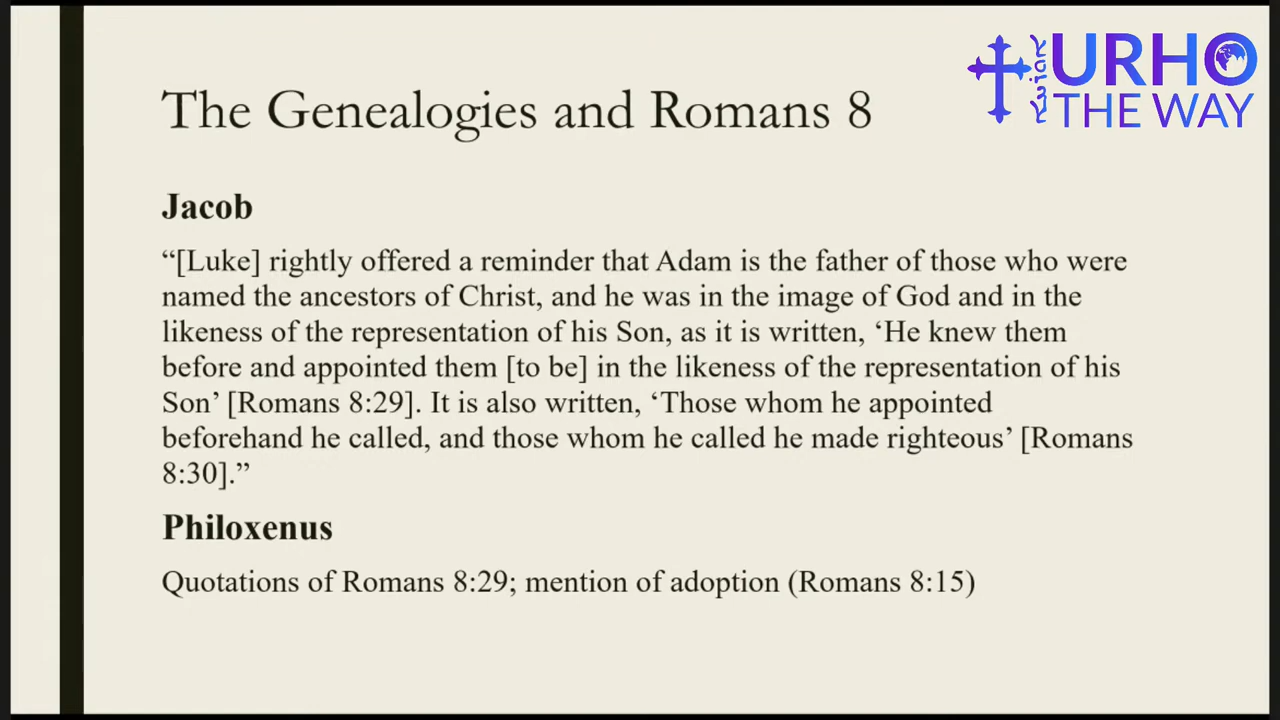 URHO
THE WAY
The Genealogies and Romans 8
Jacob
“[Luke] rightly offered a reminder that Adam is the father of those who were
named the ancestors of Christ, and he was in the image of God and in the
likeness of the representation of his Son, as it is written, ‘He knew them
before and appointed them [to be] in the likeness of the representation of his
Son’ [Romans 8:29]. It is also written, ‘Those whom he appointed
beforehand he called, and those whom he called he made righteous’ [Romans
8:30].”
Philoxenus
Quotations of Romans 8:29; mention of adoption (Romans 8:15)